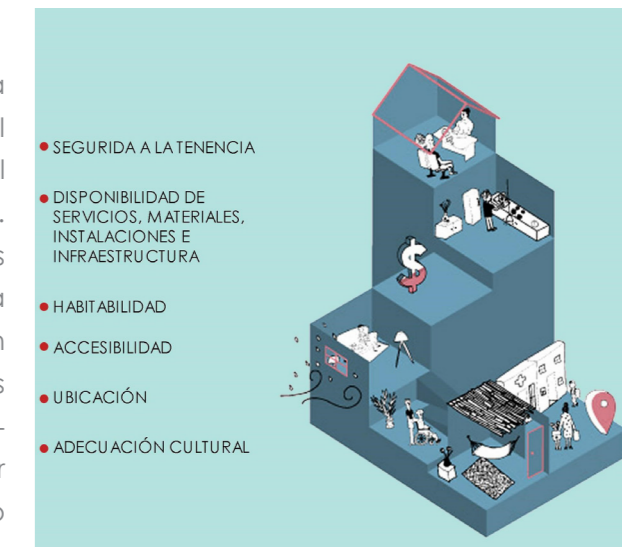 SEGURIDA A LA TENENCIA
DISPONIBILIDAD DE
SERVICIOS, MATERIALES,
INSTALACIONES E
INFRAESTRUCTURA
HABITABILIDAD
ACCESIBILIDAD
UBICACIÓN
ADECUACIÓN CULTURAL